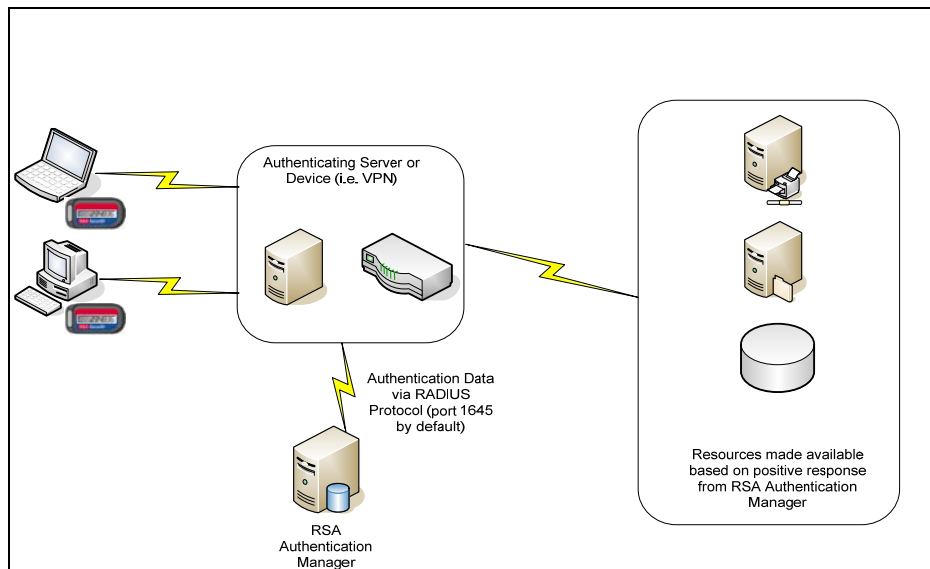 Authenticating Server or
Device (i.e. VPN)
Authentication Data
via RADIUS
Protocol (port 1645
by default)
RSA
Authentication
Manager
Resources made available
based on positive response
from RSA Authentication
Manager